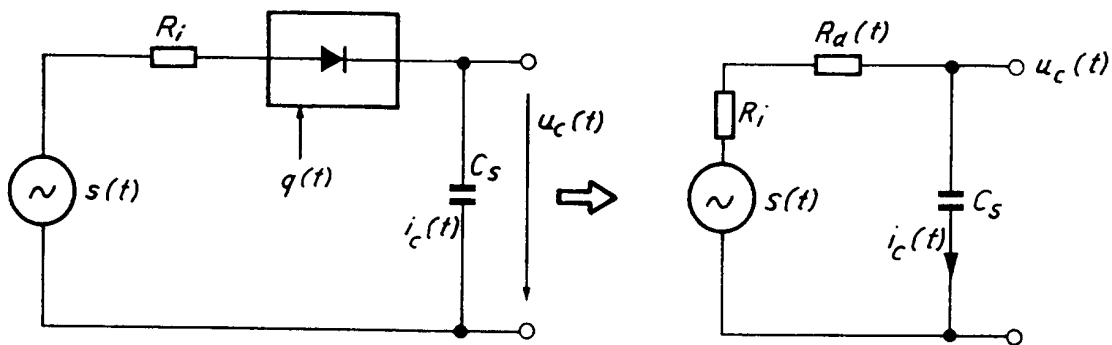 R_i
q(t)
s(t)
C_s
i_c(t)
u_c(t)
R_d(t)
R_i
s(t)
C_s
i_c(t)
u_c(t)